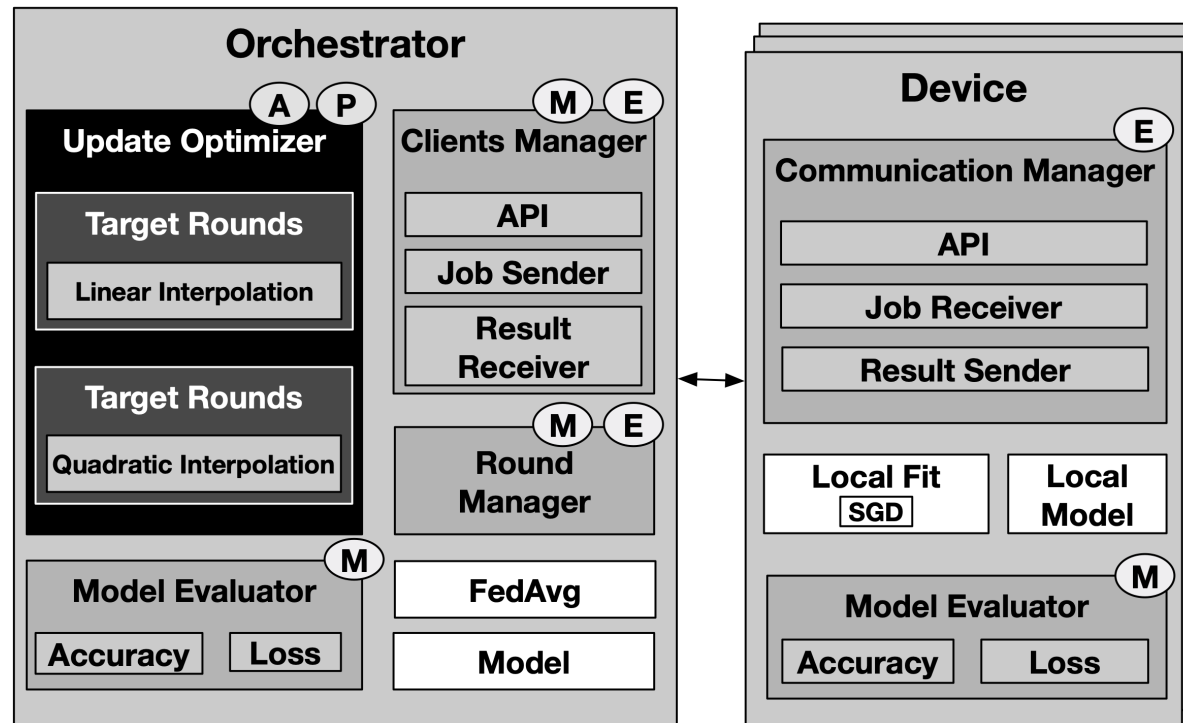 Orchestrator
A P
Update Optimizer
Target Rounds
Linear Interpolation
Target Rounds
Quadratic Interpolation
M E
Clients Manager
API
Job Sender
Result
Receiver
M E
Round
Manager
M
Model Evaluator
Accuracy Loss
FedAvg
Model
Device
E
Communication Manager
API
Job Receiver
Result Sender
Local Fit
SGD
Local
Model
M
Model Evaluator
Accuracy Loss